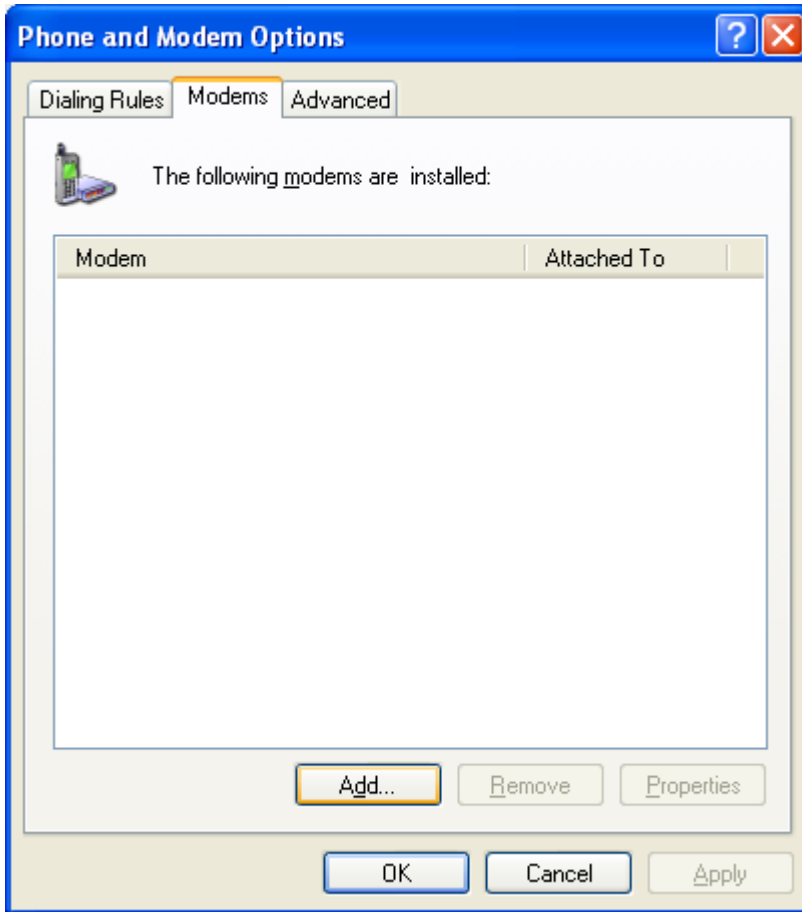 Phone and Modem Options
Dialing Rules Modems Advanced
The following modems are installed:
Modem Attached To
Add... Remove Properties
OK Cancel Apply